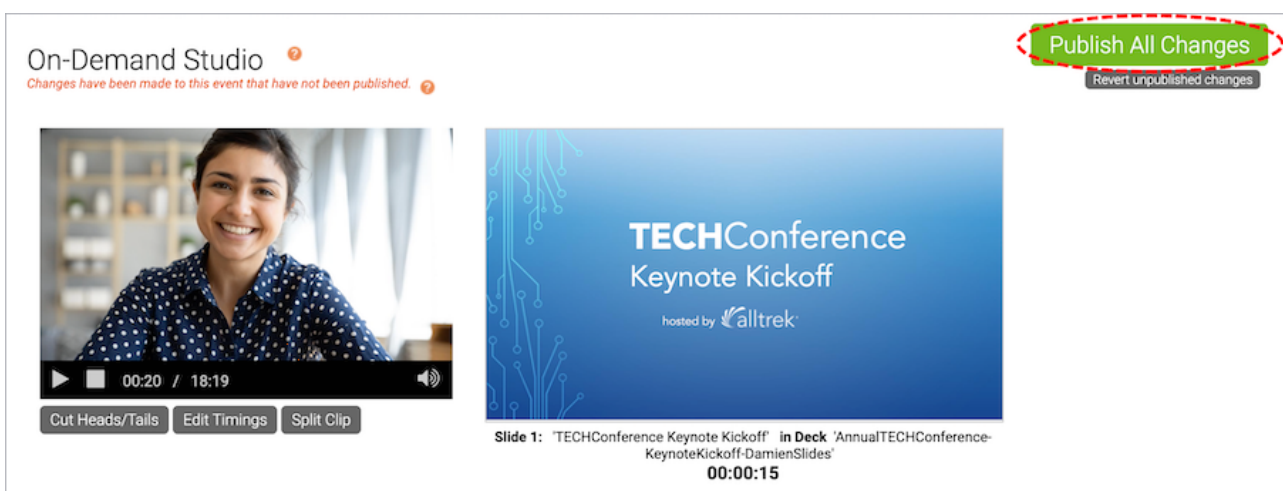 On-Demand Studio ?
Changes have been made to this event that have not been published. ?
Publish All Changes
Revert unpublished changes
TECHConference
Keynote Kickoff
hosted by alltrek
00:20 / 18:19
Cut Heads/Tails Edit Timings Split Clip
Slide 1: 'TECHConference Keynote Kickoff' in Deck 'AnnualTECHConference-
KeynoteKickoff-DamienSlides'
00:00:15